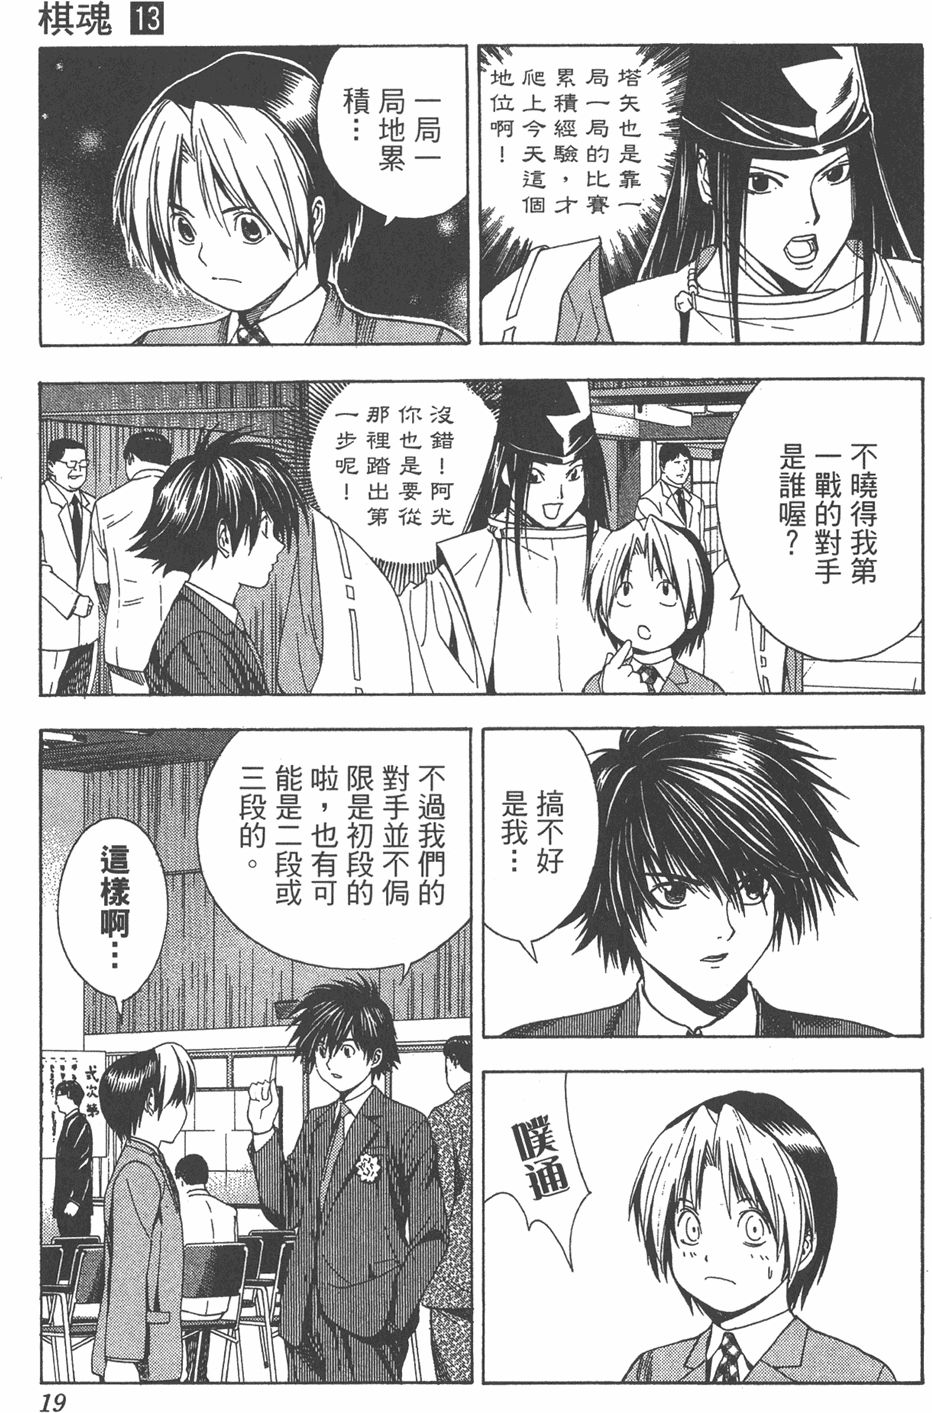 棋魂 13
塔矢也是靠一
局一局的比賽
累積經驗，才
爬上今天這個
地位啊！
一局一
局地累
積…
不曉得我第
一戰的對手
是誰喔？
沒錯！阿光
你也是要從
那裡踏出第
一步呢！
搞不好
是我…
噗通
不過我們的
對手並不侷
限是初段的
啦，也有可
能是二段或
三段的。
這樣啊…
式次第
19